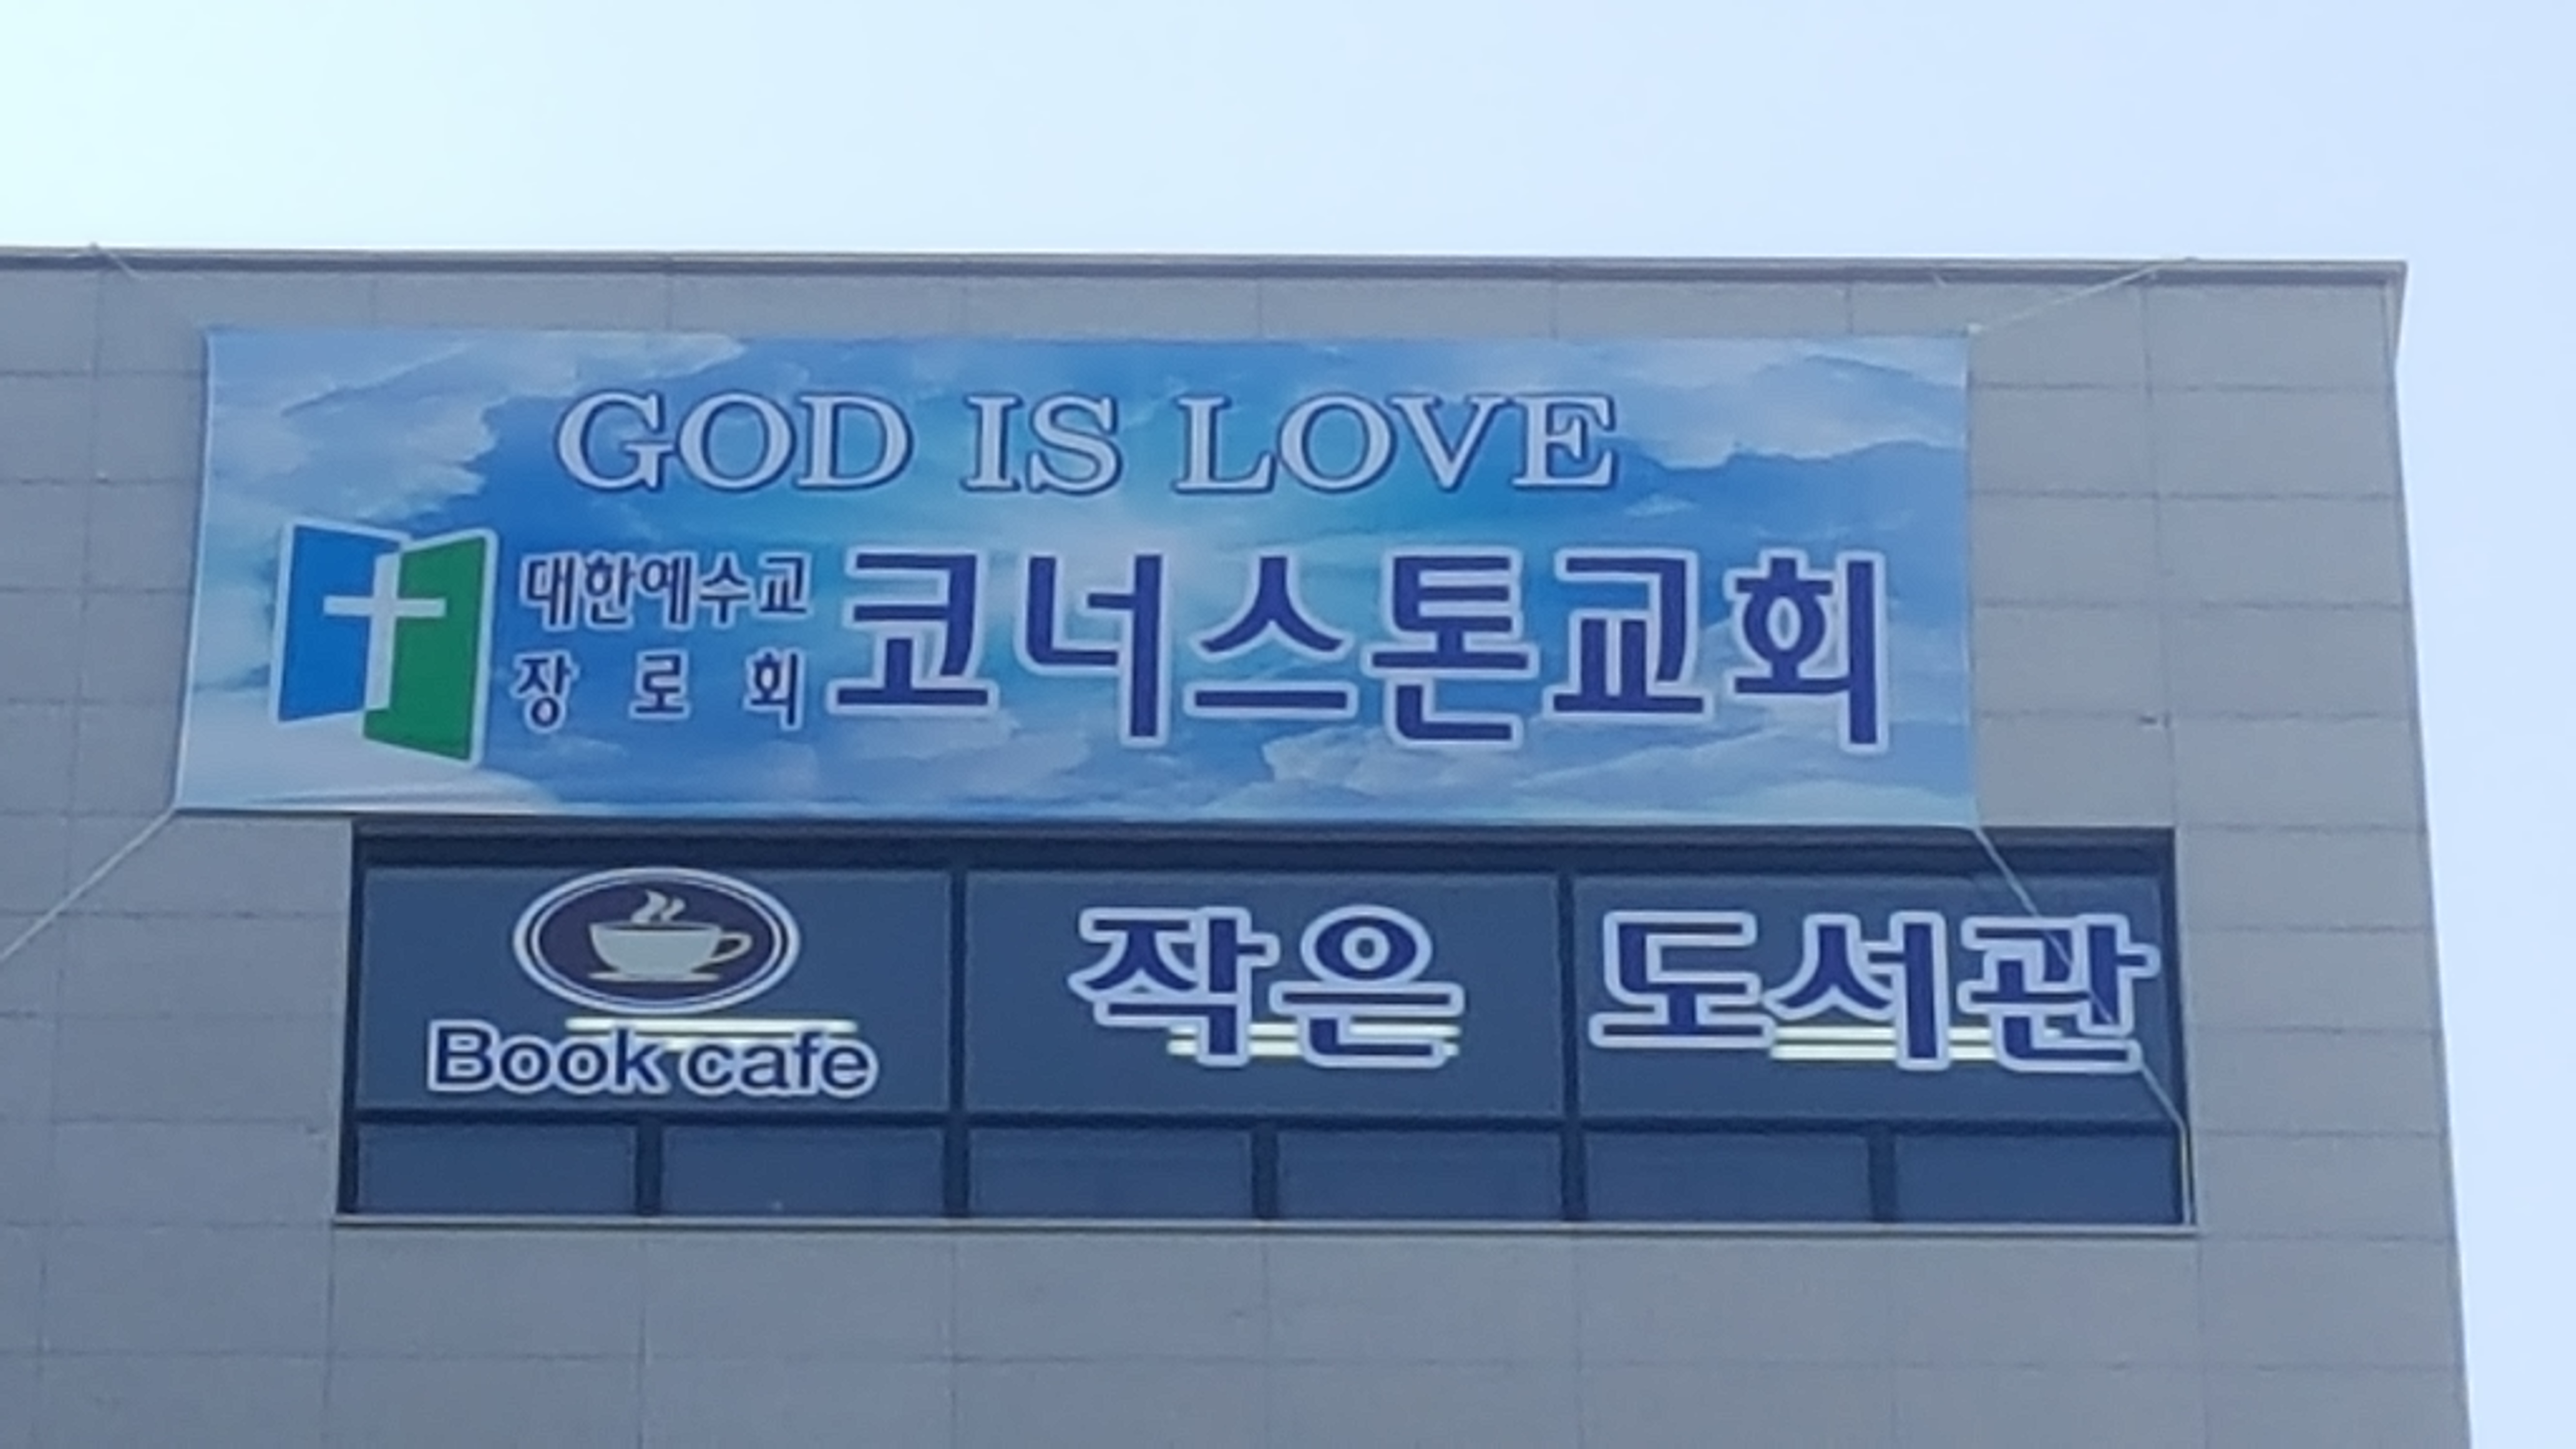 GOD IS LOVE
대한예수교
장로회
코너스톤교회
Book cafe
작은 도서관